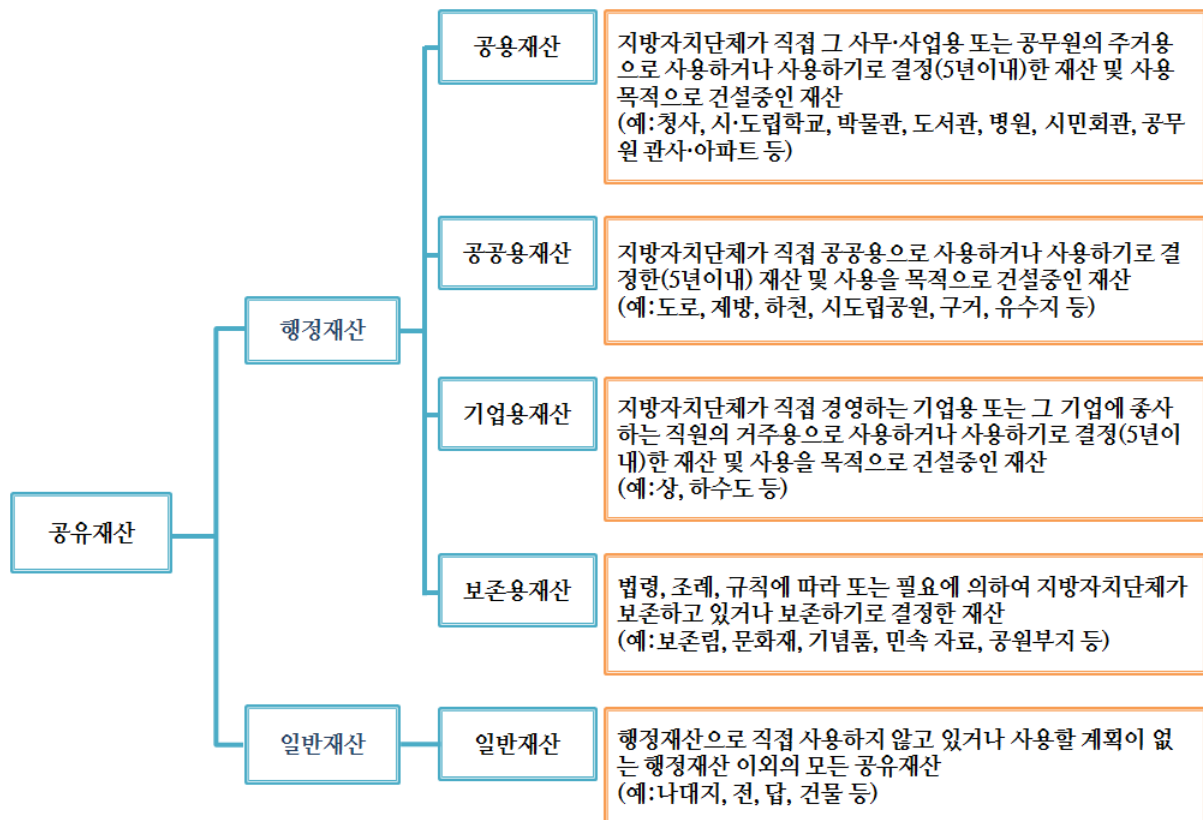 공유재산
행정재산
공용재산
지방자치단체가 직접 그 사무·사업용 또는 공무원의 주거용
으로 사용하거나 사용하기로 결정(5년이내)한 재산 및 사용
목적으로 건설중인 재산
(예:청사, 시·도립학교, 박물관, 도서관, 병원, 시민회관, 공무
원 관사·아파트 등)
공공용재산
지방자치단체가 직접 공공용으로 사용하거나 사용하기로 결
정한(5년이내) 재산 및 사용을 목적으로 건설중인 재산
(예:도로, 제방, 하천, 시도립공원, 구거, 유수지 등)
기업용재산
지방자치단체가 직접 경영하는 기업용 또는 그 기업에 종사
하는 직원의 거주용으로 사용하거나 사용하기로 결정(5년이
내)한 재산 및 사용을 목적으로 건설중인 재산
(예:상, 하수도 등)
보존용재산
법령, 조례, 규칙에 따라 또는 필요에 의하여 지방자치단체가
보존하고 있거나 보존하기로 결정한 재산
(예:보존림, 문화재, 기념품, 민속 자료, 공원부지 등)
일반재산
일반재산
행정재산으로 직접 사용하지 않고 있거나 사용할 계획이 없
는 행정재산 이외의 모든 공유재산
(예:나대지, 전, 답, 건물 등)